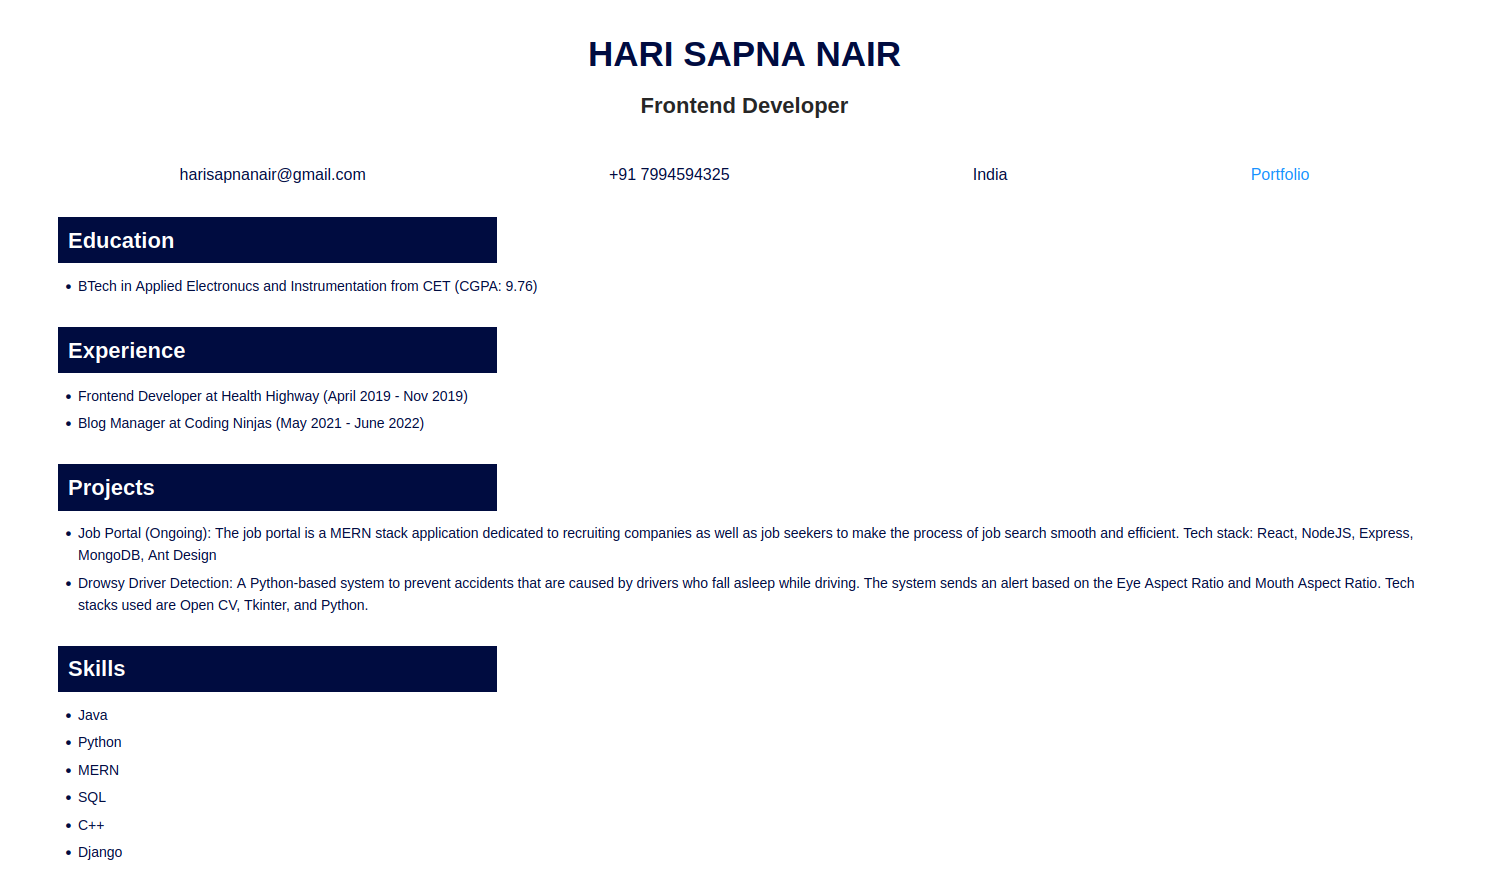 HARI SAPNA NAIR
Frontend Developer
harisapnanair@gmail.com +91 7994594325 India Portfolio
Education
• BTech in Applied Electronucs and Instrumentation from CET (CGPA: 9.76)
Experience
• Frontend Developer at Health Highway (April 2019 - Nov 2019)
• Blog Manager at Coding Ninjas (May 2021 - June 2022)
Projects
• Job Portal (Ongoing): The job portal is a MERN stack application dedicated to recruiting companies as well as job seekers to make the process of job search smooth and efficient. Tech stack: React, NodeJS, Express,
MongoDB, Ant Design
• Drowsy Driver Detection: A Python-based system to prevent accidents that are caused by drivers who fall asleep while driving. The system sends an alert based on the Eye Aspect Ratio and Mouth Aspect Ratio. Tech
stacks used are Open CV, Tkinter, and Python.
Skills
• Java
• Python
• MERN
• SQL
• C++
• Django